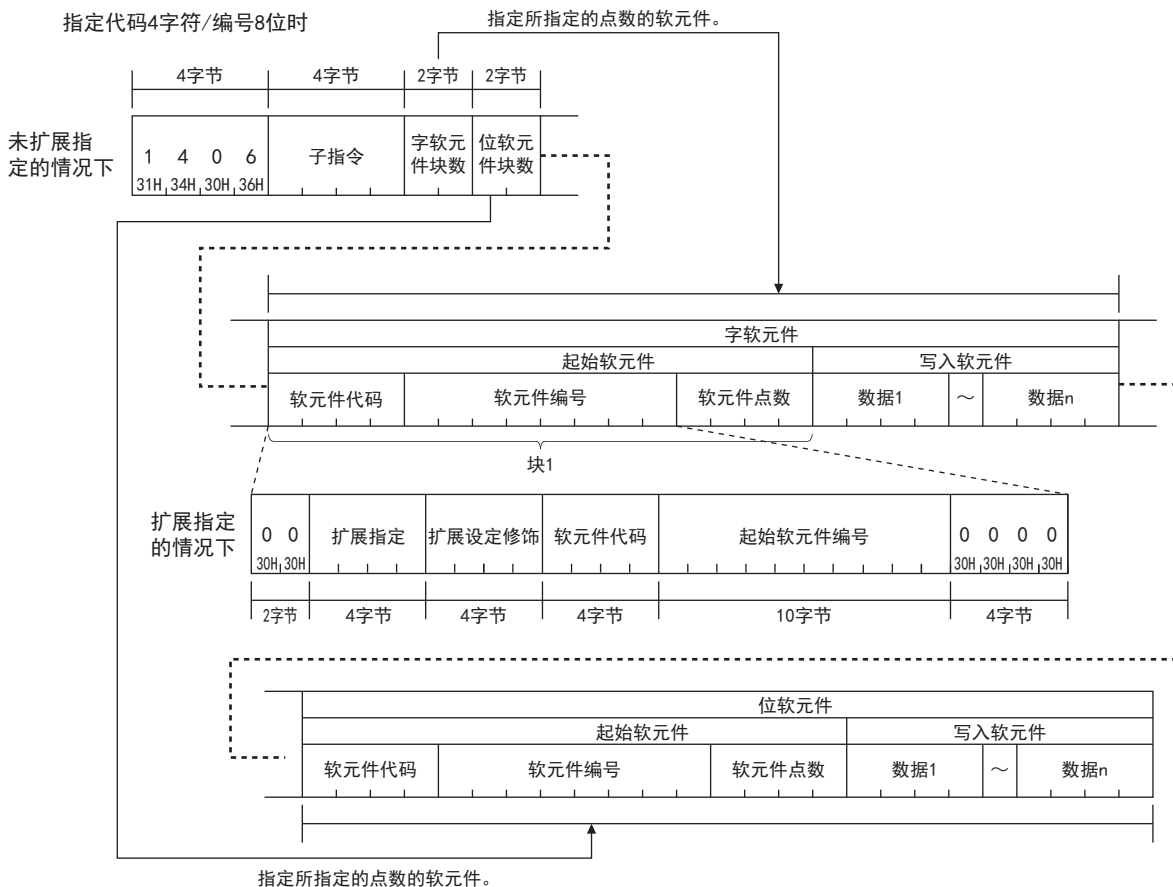 指定代码4字符/编号8位时
指定所指定的点数的软元件。
4字节 4字节 2字节 2字节
未扩展指
定的情况下
1 4 0 6
31H 34H 30H 36H
子指令
字软元
件块数
位软元
件块数
字软元件
起始软元件 写入软元件
软元件代码 软元件编号 软元件点数 数据1 ～ 数据n
块1
扩展指定
的情况下
0 0
30H 30H
扩展指定 扩展设定修饰 软元件代码 起始软元件编号
0 0 0 0
30H 30H 30H 30H
2字节 4字节 4字节 4字节 10字节 4字节
位软元件
起始软元件 写入软元件
软元件代码 软元件编号 软元件点数 数据1 ～ 数据n
指定所指定的点数的软元件。